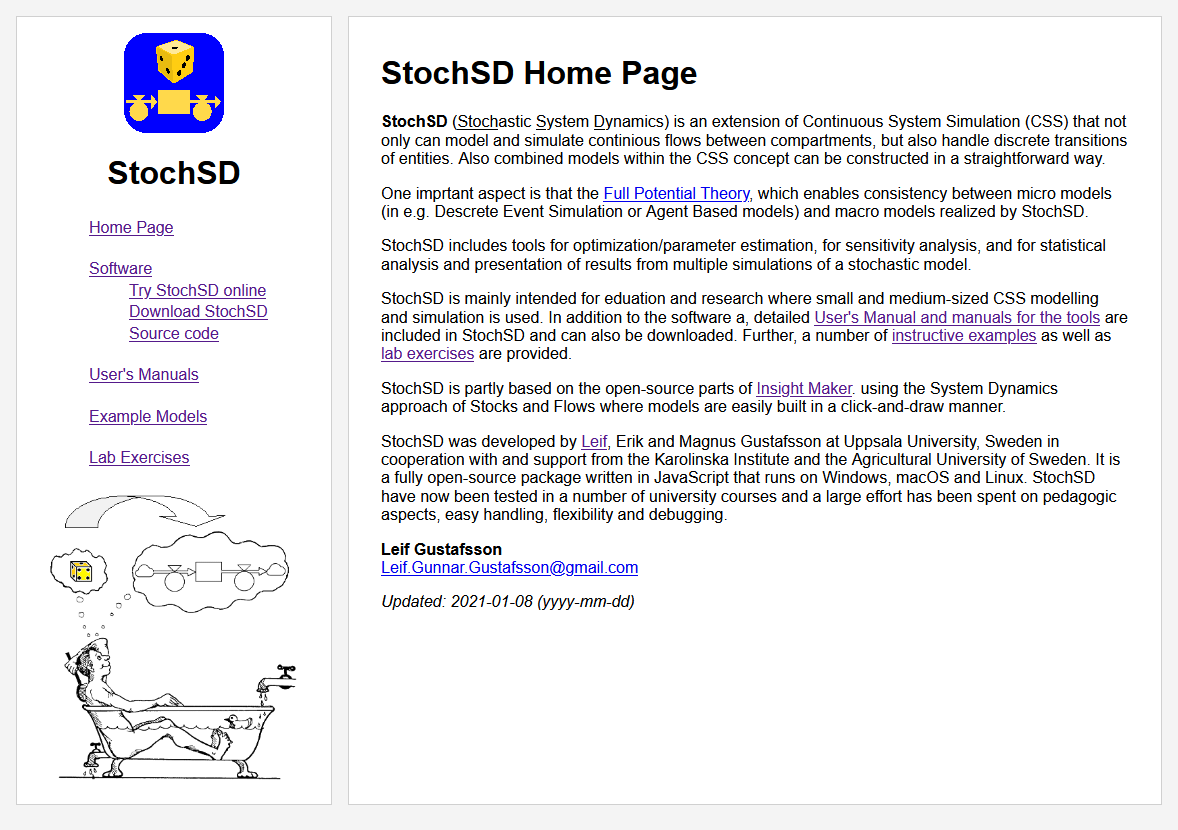 StochSD
Home Page
Software
Try StochSD online
Download StochSD
Source code
User's Manuals
Example Models
Lab Exercises
StochSD Home Page
StochSD (Stochastic System Dynamics) is an extension of Continuous System Simulation (CSS) that not
only can model and simulate continious flows between compartments, but also handle discrete transitions
of entities. Also combined models within the CSS concept can be constructed in a straightforward way.
One imprtant aspect is that the Full Potential Theory, which enables consistency between micro models
(in e.g. Descrete Event Simulation or Agent Based models) and macro models realized by StochSD.
StochSD includes tools for optimization/parameter estimation, for sensitivity analysis, and for statistical
analysis and presentation of results from multiple simulations of a stochastic model.
StochSD is mainly intended for eduation and research where small and medium-sized CSS modelling
and simulation is used. In addition to the software a, detailed User's Manual and manuals for the tools are
included in StochSD and can also be downloaded. Further, a number of instructive examples as well as
lab exercises are provided.
StochSD is partly based on the open-source parts of Insight Maker. using the System Dynamics
approach of Stocks and Flows where models are easily built in a click-and-draw manner.
StochSD was developed by Leif, Erik and Magnus Gustafsson at Uppsala University, Sweden in
cooperation with and support from the Karolinska Institute and the Agricultural University of Sweden. It is
a fully open-source package written in JavaScript that runs on Windows, macOS and Linux. StochSD
have now been tested in a number of university courses and a large effort has been spent on pedagogic
aspects, easy handling, flexibility and debugging.
Leif Gustafsson
Leif.Gunnar.Gustafsson@gmail.com
Updated: 2021-01-08 (yyyy-mm-dd)